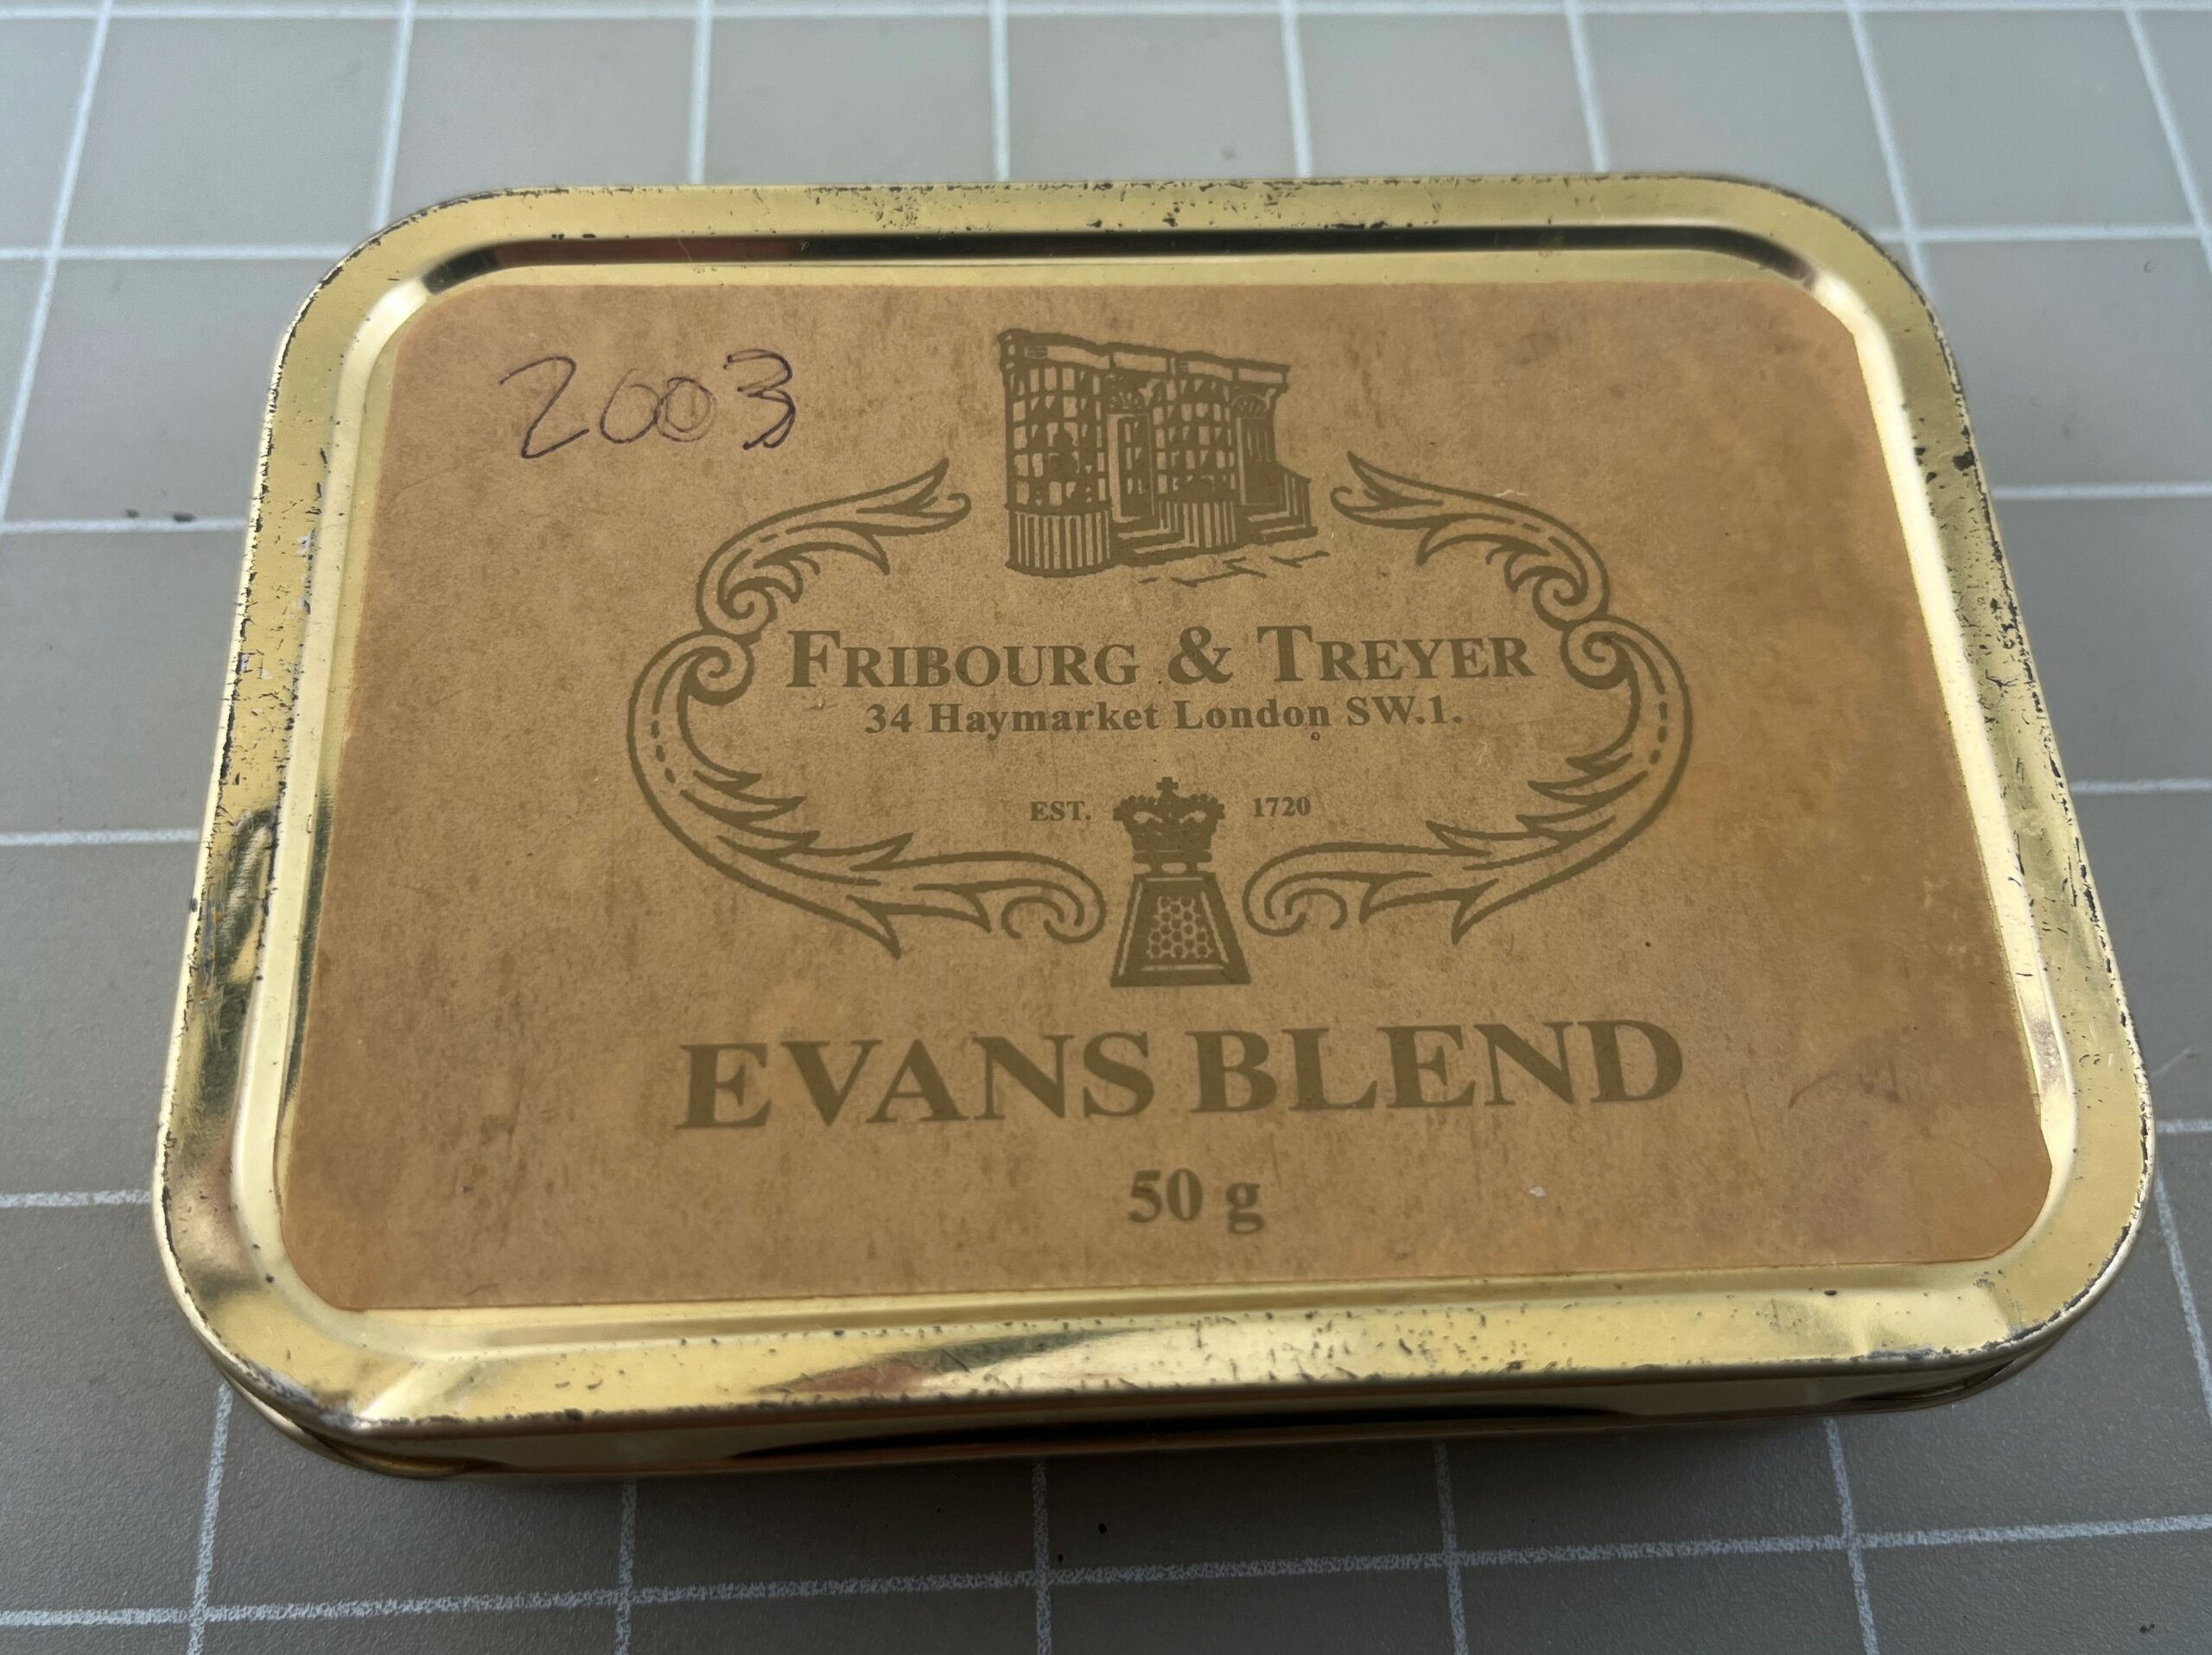 2003
FRIBOURG & TREYER
34 Haymarket London SW.1.
EST. 1720
EVANS BLEND
50 g